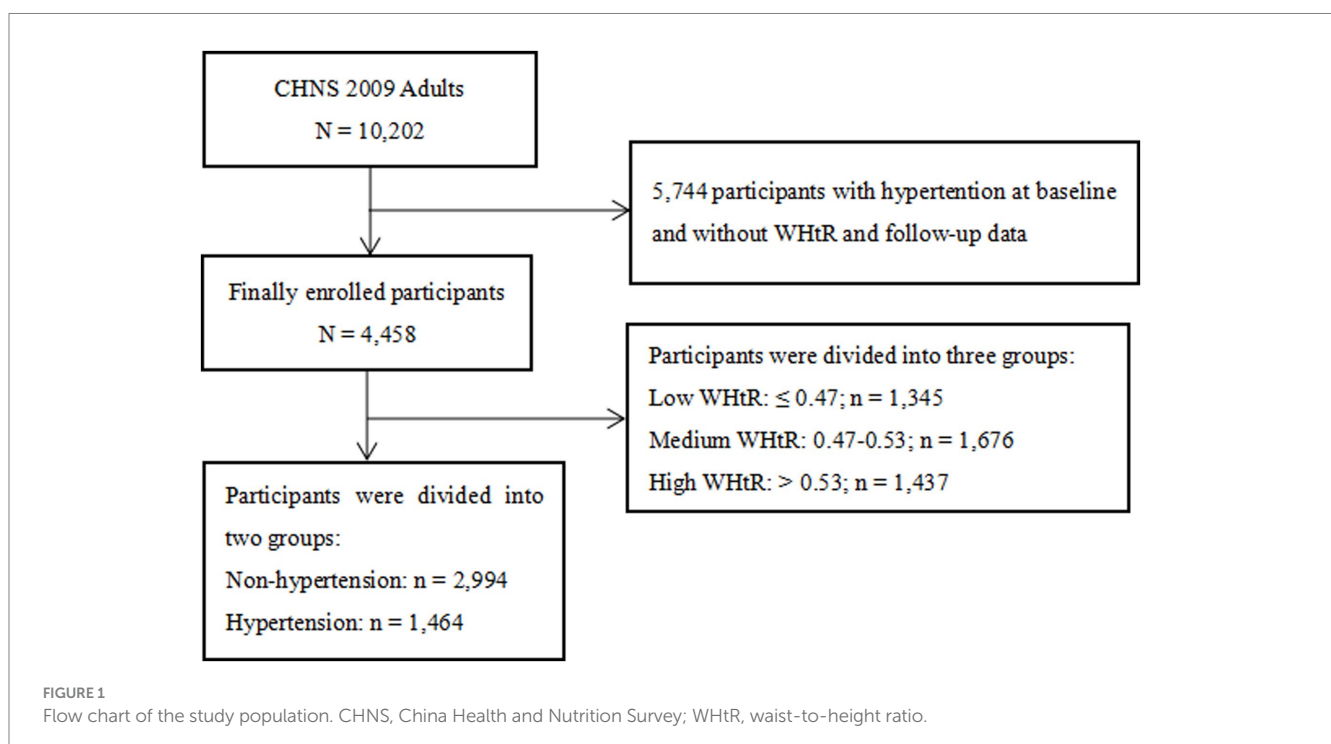 CHNS 2009 Adults
N = 10,202
5,744 participants with hypertention at baseline
and without WHtR and follow-up data
Finally enrolled participants
N = 4,458
Participants were divided into three groups:
Low WHtR: ≤ 0.47; n = 1,345
Medium WHtR: 0.47-0.53; n = 1,676
High WHtR: > 0.53; n = 1,437
Participants were divided into
two groups:
Non-hypertension: n = 2,994
Hypertension: n = 1,464
FIGURE 1
Flow chart of the study population. CHNS, China Health and Nutrition Survey; WHtR, waist-to-height ratio.